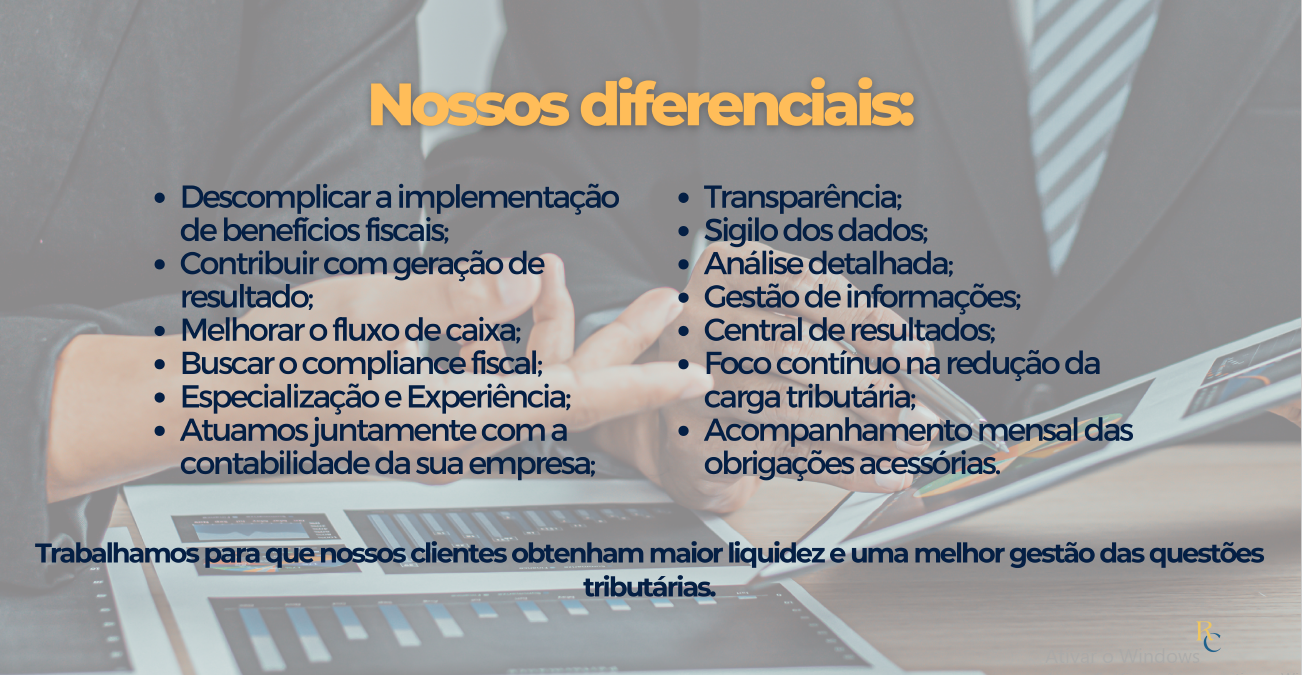 Nossos diferenciais:
Descomplicar a implementação
de benefícios fiscais;
Contribuir com geração de
resultado;
Melhorar o fluxo de caixa;
Buscar o compliance fiscal;
Especialização e Experiência;
Atuamos juntamente com a
contabilidade da sua empresa;
Transparência;
Sigilo dos dados;
Análise detalhada;
Gestão de informações;
Central de resultados;
Foco contínuo na redução da
carga tributária;
Acompanhamento mensal das
obrigações acessórias.
Trabalhamos para que nossos clientes obtenham maior liquidez e uma melhor gestão das questões
tributárias.
RC
Ativar o Windows